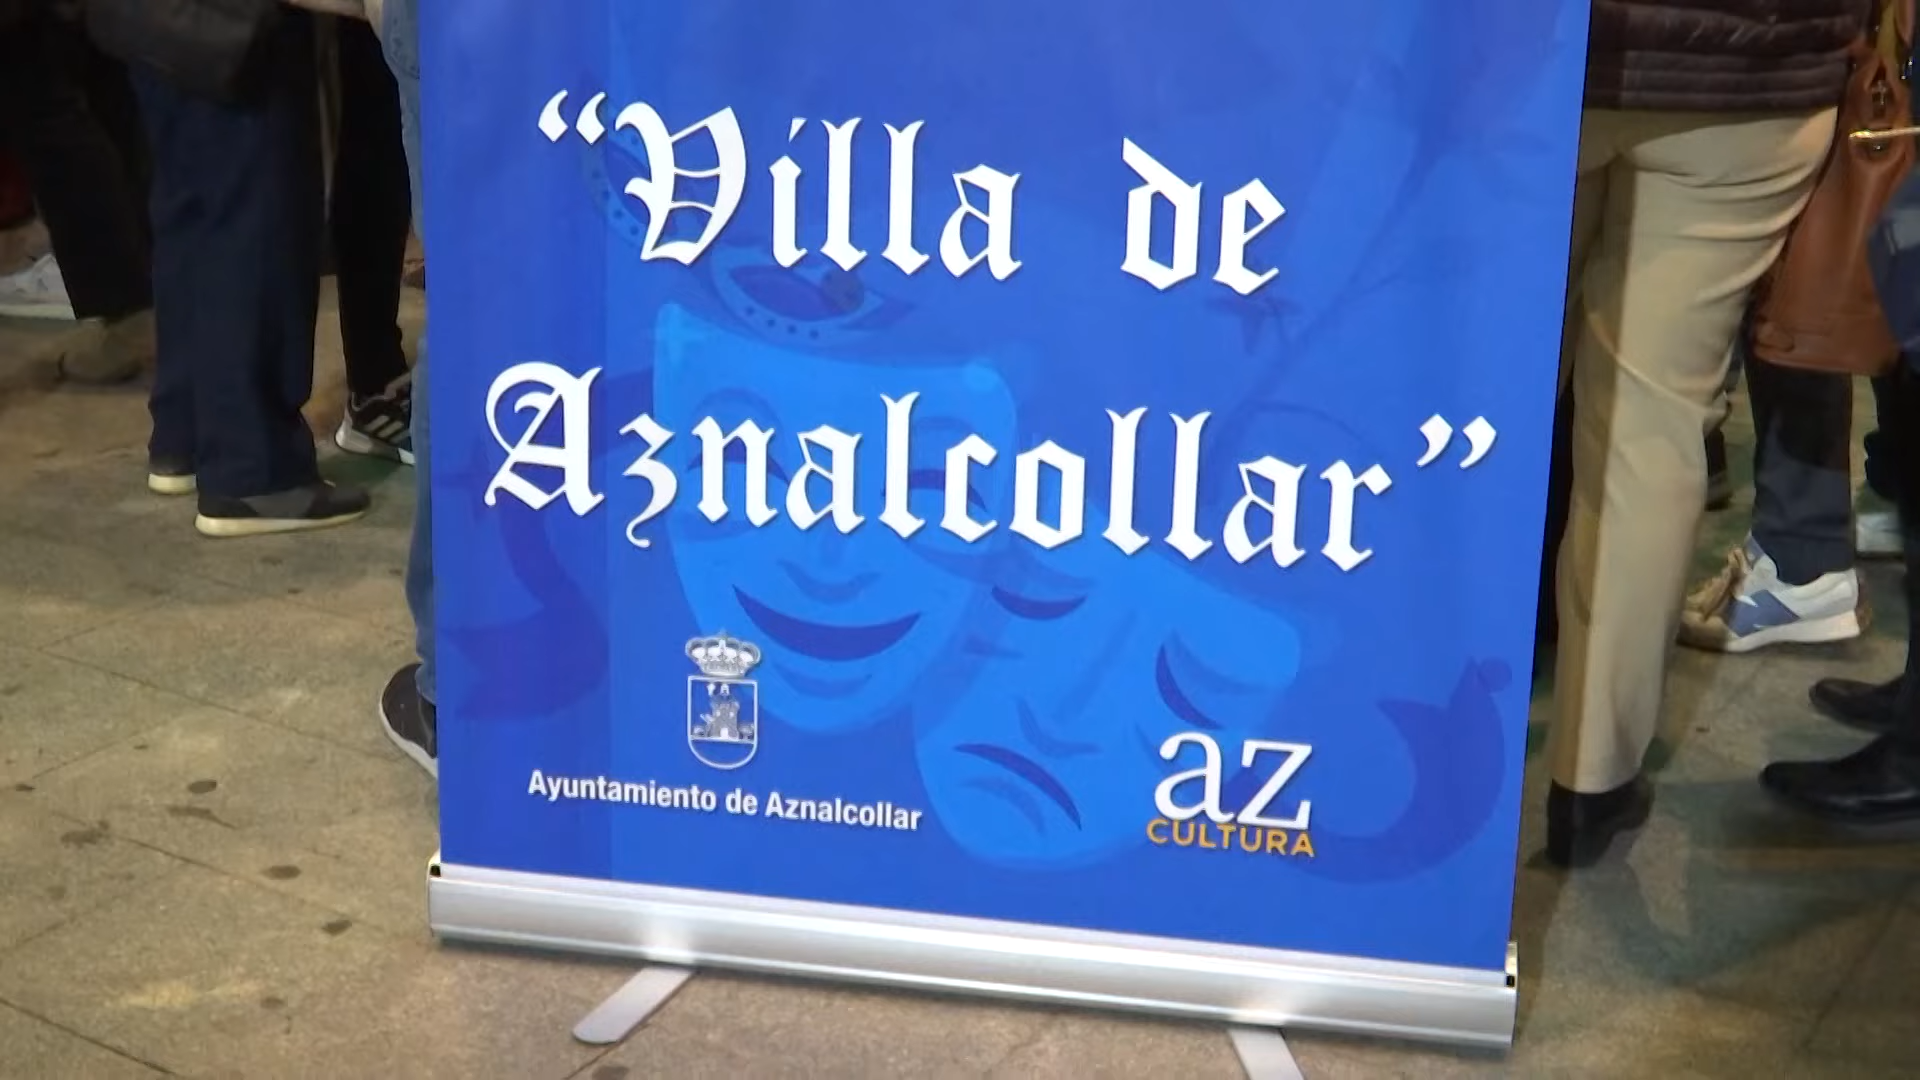 “Villa de
Aznalcollar”
Ayuntamiento de Aznalcollar
az
CULTURA